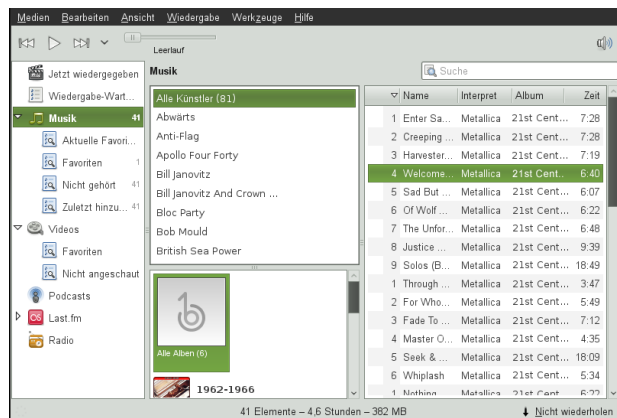 Medien Bearbeiten Ansicht Wiedergabe Werkzeuge Hilfe
Leerlauf
Jetzt wiedergegeben
Wiedergabe-Wart...
Musik 41
Aktuelle Favori...
Favoriten 1
Nicht gehört 41
Zuletzt hinzu... 41
Videos
Favoriten
Nicht angeschaut
Podcasts
Last.fm
Radio
Musik
Suche
Alle Künstler (81)
Abwärts
Anti-Flag
Apollo Four Forty
Bill Janovitz
Bill Janovitz And Crown ...
Bloc Party
Bob Mould
British Sea Power
Alle Alben (6)
1962-1966
Name Interpret Album Zeit
1 Enter Sa... Metallica 21st Cent... 7:28
2 Creeping ... Metallica 21st Cent... 7:28
3 Harvester... Metallica 21st Cent... 7:19
4 Welcome... Metallica 21st Cent... 6:40
5 Sad But ... Metallica 21st Cent... 6:07
6 Of Wolf ... Metallica 21st Cent... 6:22
7 The Unfor... Metallica 21st Cent... 6:48
8 Justice ... Metallica 21st Cent... 9:39
9 Solos (B... Metallica 21st Cent... 18:49
1 Through ... Metallica 21st Cent... 3:47
2 For Who... Metallica 21st Cent... 5:49
3 Fade To ... Metallica 21st Cent... 7:12
4 Master O... Metallica 21st Cent... 4:35
5 Seek & ... Metallica 21st Cent... 18:09
6 Whiplash Metallica 21st Cent... 5:34
1 Nothing Metallica 21st Cent... 6:22
41 Elemente – 4,6 Stunden – 382 MB
Nicht wiederholen